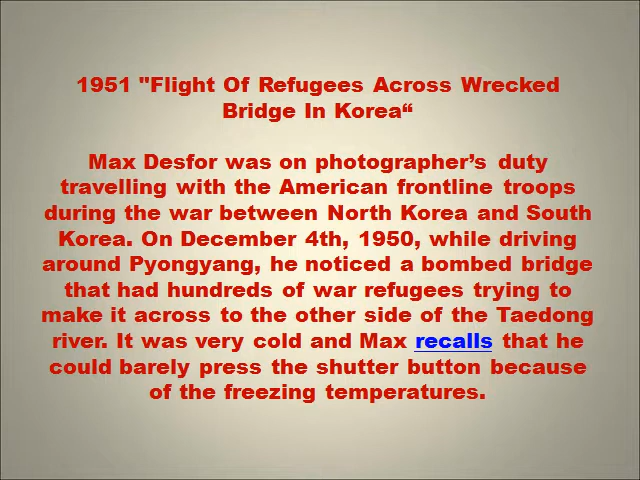 1951 "Flight Of Refugees Across Wrecked
Bridge In Korea“
Max Desfor was on photographer’s duty
travelling with the American frontline troops
during the war between North Korea and South
Korea. On December 4th, 1950, while driving
around Pyongyang, he noticed a bombed bridge
that had hundreds of war refugees trying to
make it across to the other side of the Taedong
river. It was very cold and Max recalls that he
could barely press the shutter button because
of the freezing temperatures.